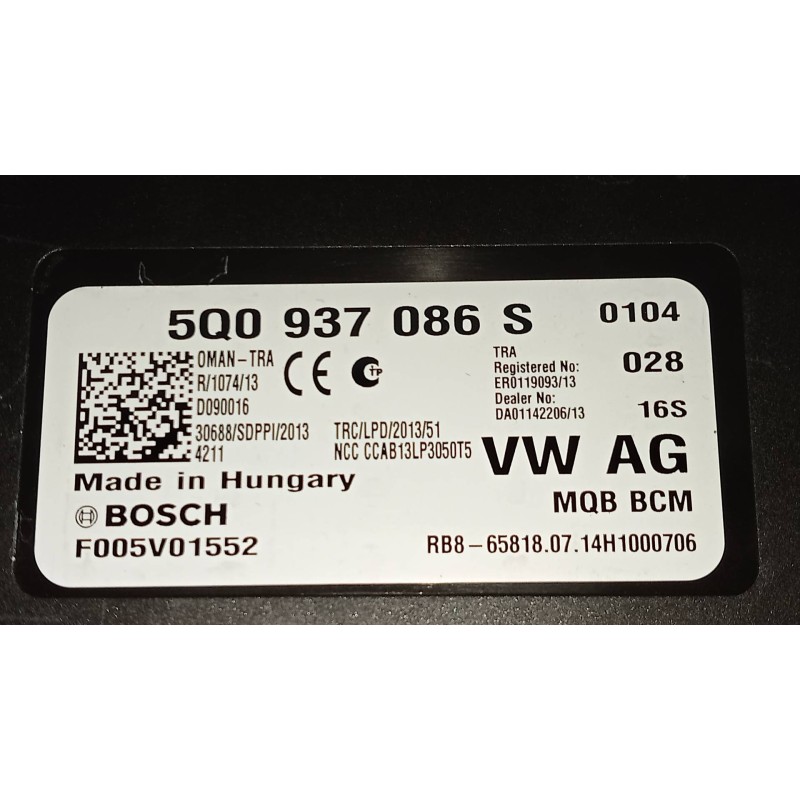 5Q0 937 086 S 0104
OMAN-TRA
R/1074/13
D090016
30688/SDPPI/2013
4211
CE
TP
TRC/LPD/2013/51
NCC CCAB13LP3050T5
TRA
Registered No:
ER0119093/13
Dealer No:
DA01142206/13
028
16S
VW AG
MQB BCM
Made in Hungary
BOSCH
F005V01552
RB8-65818.07.14H1000706